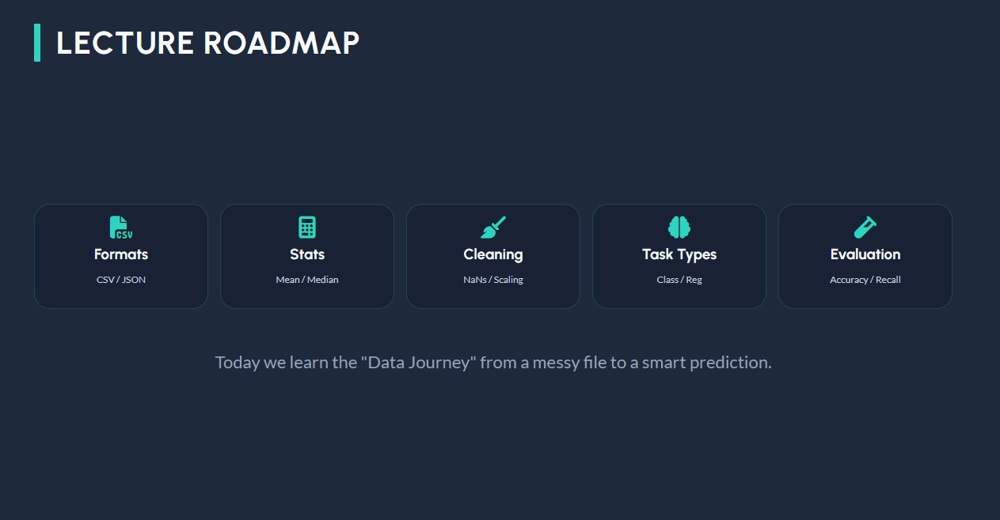 LECTURE ROADMAP
CSV
Formats
CSV / JSON
Stats
Mean / Median
Cleaning
NaNs / Scaling
Task Types
Class / Reg
Evaluation
Accuracy / Recall
Today we learn the "Data Journey" from a messy file to a smart prediction.